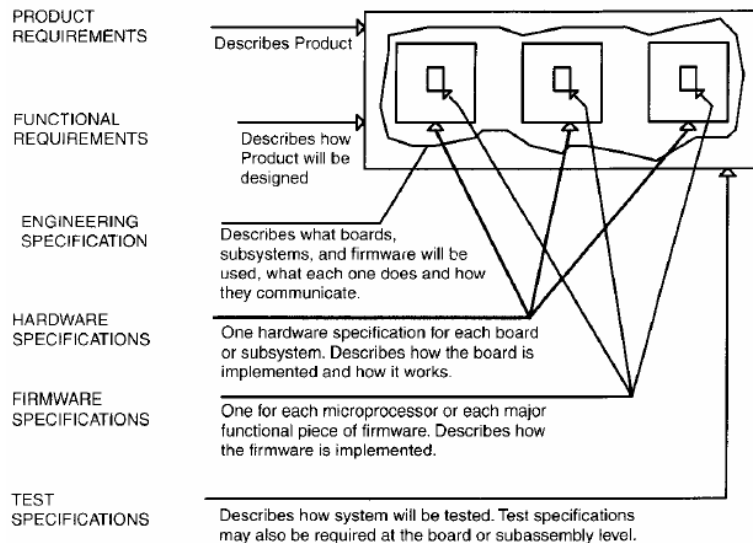 PRODUCT
REQUIREMENTS
Describes Product
FUNCTIONAL
REQUIREMENTS
Describes how
Product will be
designed
ENGINEERING
SPECIFICATION
Describes what boards,
subsystems, and firmware will be
used, what each one does and how
they communicate.
HARDWARE
SPECIFICATIONS
One hardware specification for each board
or subsystem. Describes how the board is
implemented and how it works.
FIRMWARE
SPECIFICATIONS
One for each microprocessor or each major
functional piece of firmware. Describes how
the firmware is implemented.
TEST
SPECIFICATIONS
Describes how system will be tested. Test specifications
may also be required at the board or subassembly level.